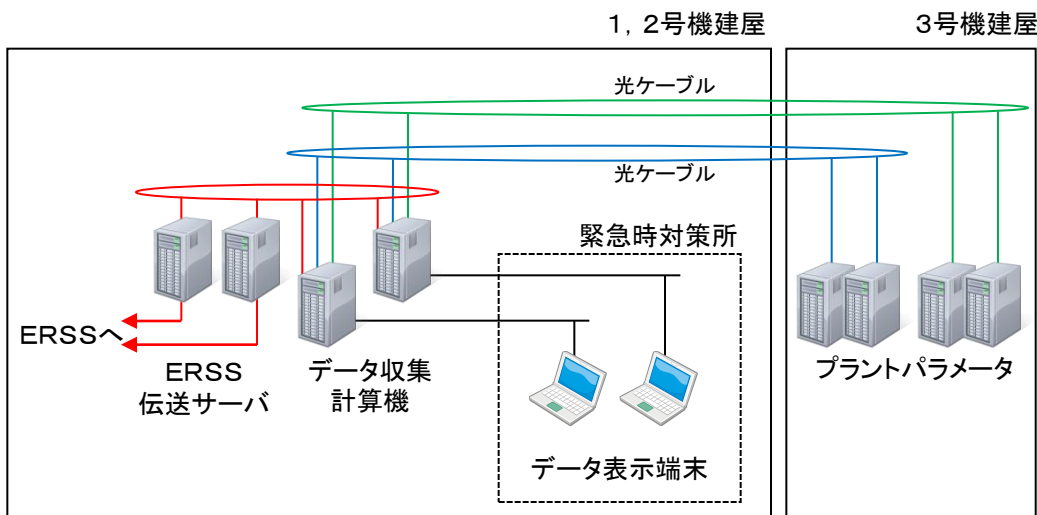 1,2号機建屋
3号機建屋
光ケーブル
光ケーブル
緊急時対策所
ERSSへ
ERSS
伝送サーバ
データ収集
計算機
データ表示端末
プラントパラメータ